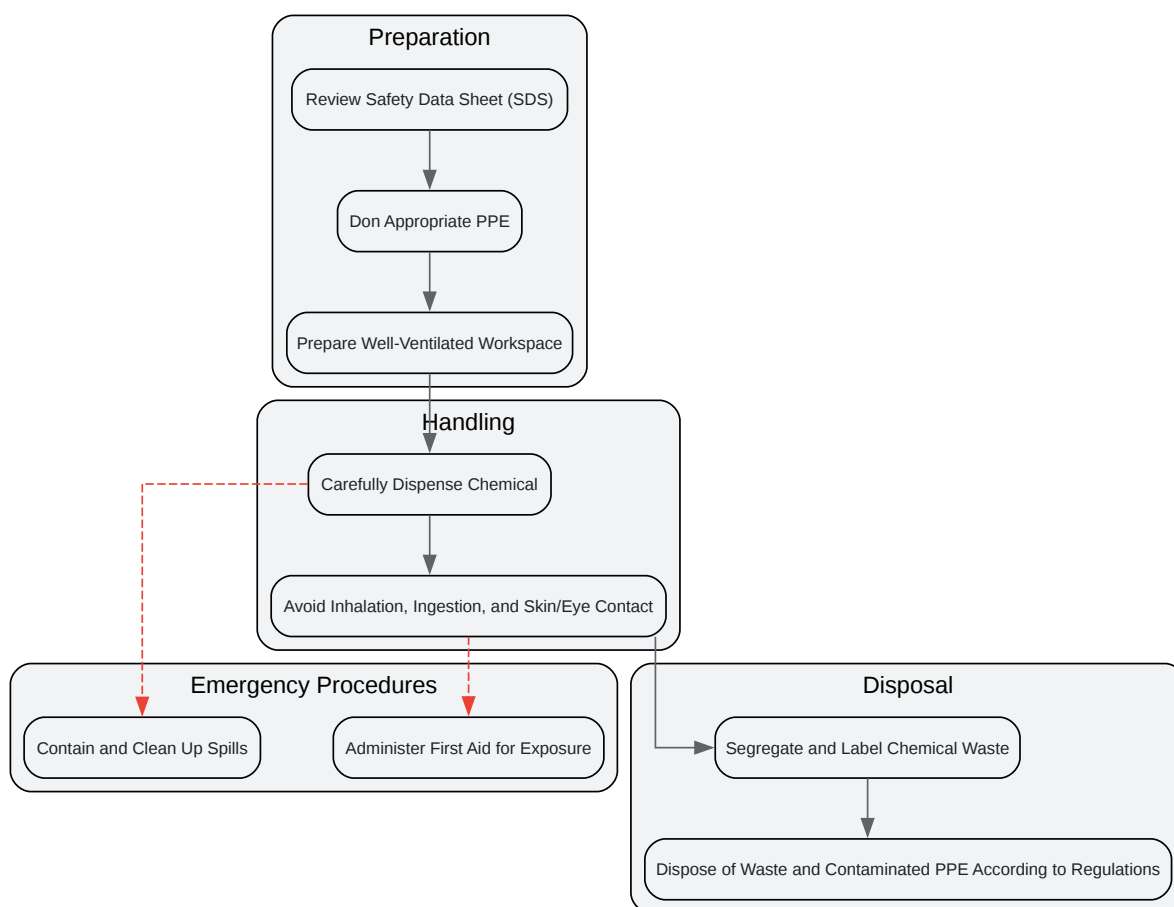 Preparation
Review Safety Data Sheet (SDS)
Don Appropriate PPE
Prepare Well-Ventilated Workspace
Handling
Carefully Dispense Chemical
Avoid Inhalation, Ingestion, and Skin/Eye Contact
Emergency Procedures
Contain and Clean Up Spills
Administer First Aid for Exposure
Disposal
Segregate and Label Chemical Waste
Dispose of Waste and Contaminated PPE According to Regulations